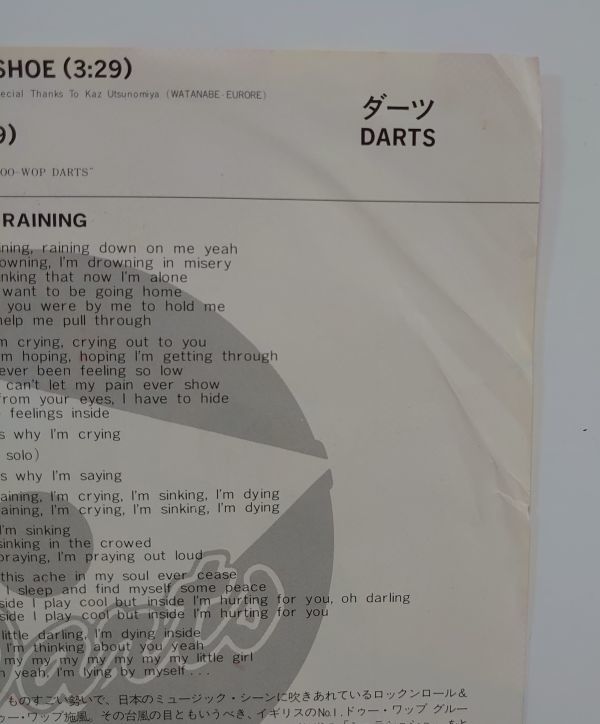 SHOE (3:29)
ecial Thanks To Kaz Utsunomiya (WATANABE-EURORE)
ダーツ
9)
DARTS
OO-WOP DARTS"
RAINING
ining, raining down on me yeah
owning, I'm drowning in misery
nking that now I'm alone
want to be going home
you were by me to hold me
help me pull through
m crying, crying out to you
m hoping, hoping I'm getting through
ever been feeling so low
can't let my pain ever show
from your eyes, I have to hide
feelings inside
s why I'm crying
solo)
s why I'm saying
aining, I'm crying, I'm sinking, I'm dying
aining, I'm crying, I'm sinking, I'm dying
I'm sinking
sinking in the crowed
praying, I'm praying out loud
this ache in my soul ever cease
I sleep and find myself some peace
side I play cool but inside I'm hurting for you, oh darling
side I play cool but inside I'm hurting for you
little darling, I'm dying inside
I'm thinking about you yeah
my my my my my my my little girl
h yeah, I'm lying by myself...
Darts
ものすごい勢いで、日本のミュージック・シーンに吹きあれているロックンロール&
ゥー・ワップ施風。その台風の目ともいうべき、イギリスのNo.1.ドゥー・ワップ グルー